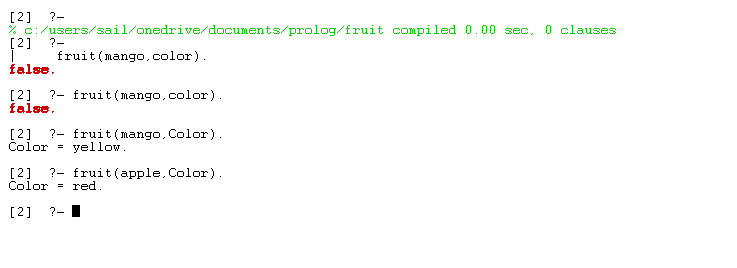 [2]  ?-
% c:/users/sail/onedrive/documents/prolog/fruit compiled 0.00 sec, 0 clauses
[2]  ?-
|     fruit(mango,color).
false.
[2]  ?- fruit(mango,color).
false.
[2]  ?- fruit(mango,Color).
Color = yellow.
[2]  ?- fruit(apple,Color).
Color = red.
[2]  ?-